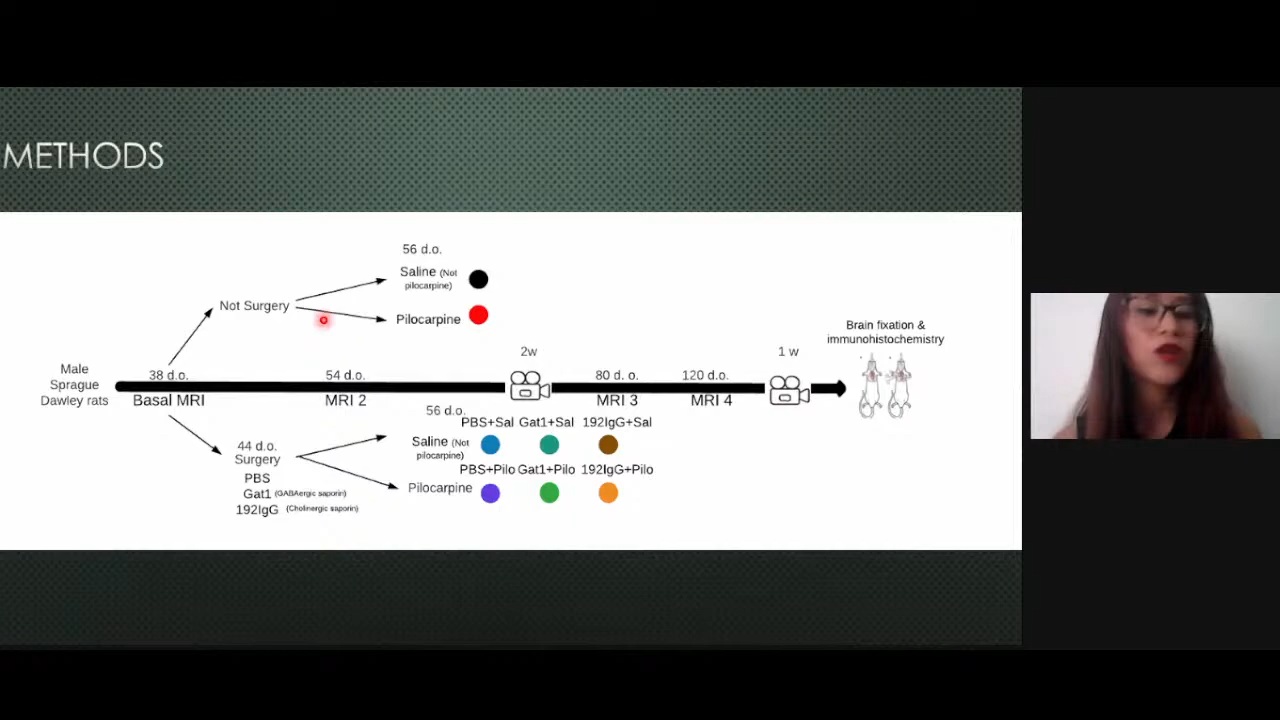 METHODS
56 d.o.
Saline (Not
pilocarpine)
Not Surgery
Pilocarpine
Brain fixation &
immunohistochemistry
2w
1 w
Male
Sprague
Dawley rats
38 d.o.
54 d.o.
80 d. o.
120 d.o.
Basal MRI
MRI 2
MRI 3
MRI 4
56 d.o.
PBS+Sal Gat1+Sal 192IgG+Sal
44 d.o.
Surgery
Saline (Not
pilocarpine)
PBS+Pilo Gat1+Pilo 192IgG+Pilo
PBS
Pilocarpine
Gat1 (GABAergic saporin)
192IgG (Cholinergic saporin)